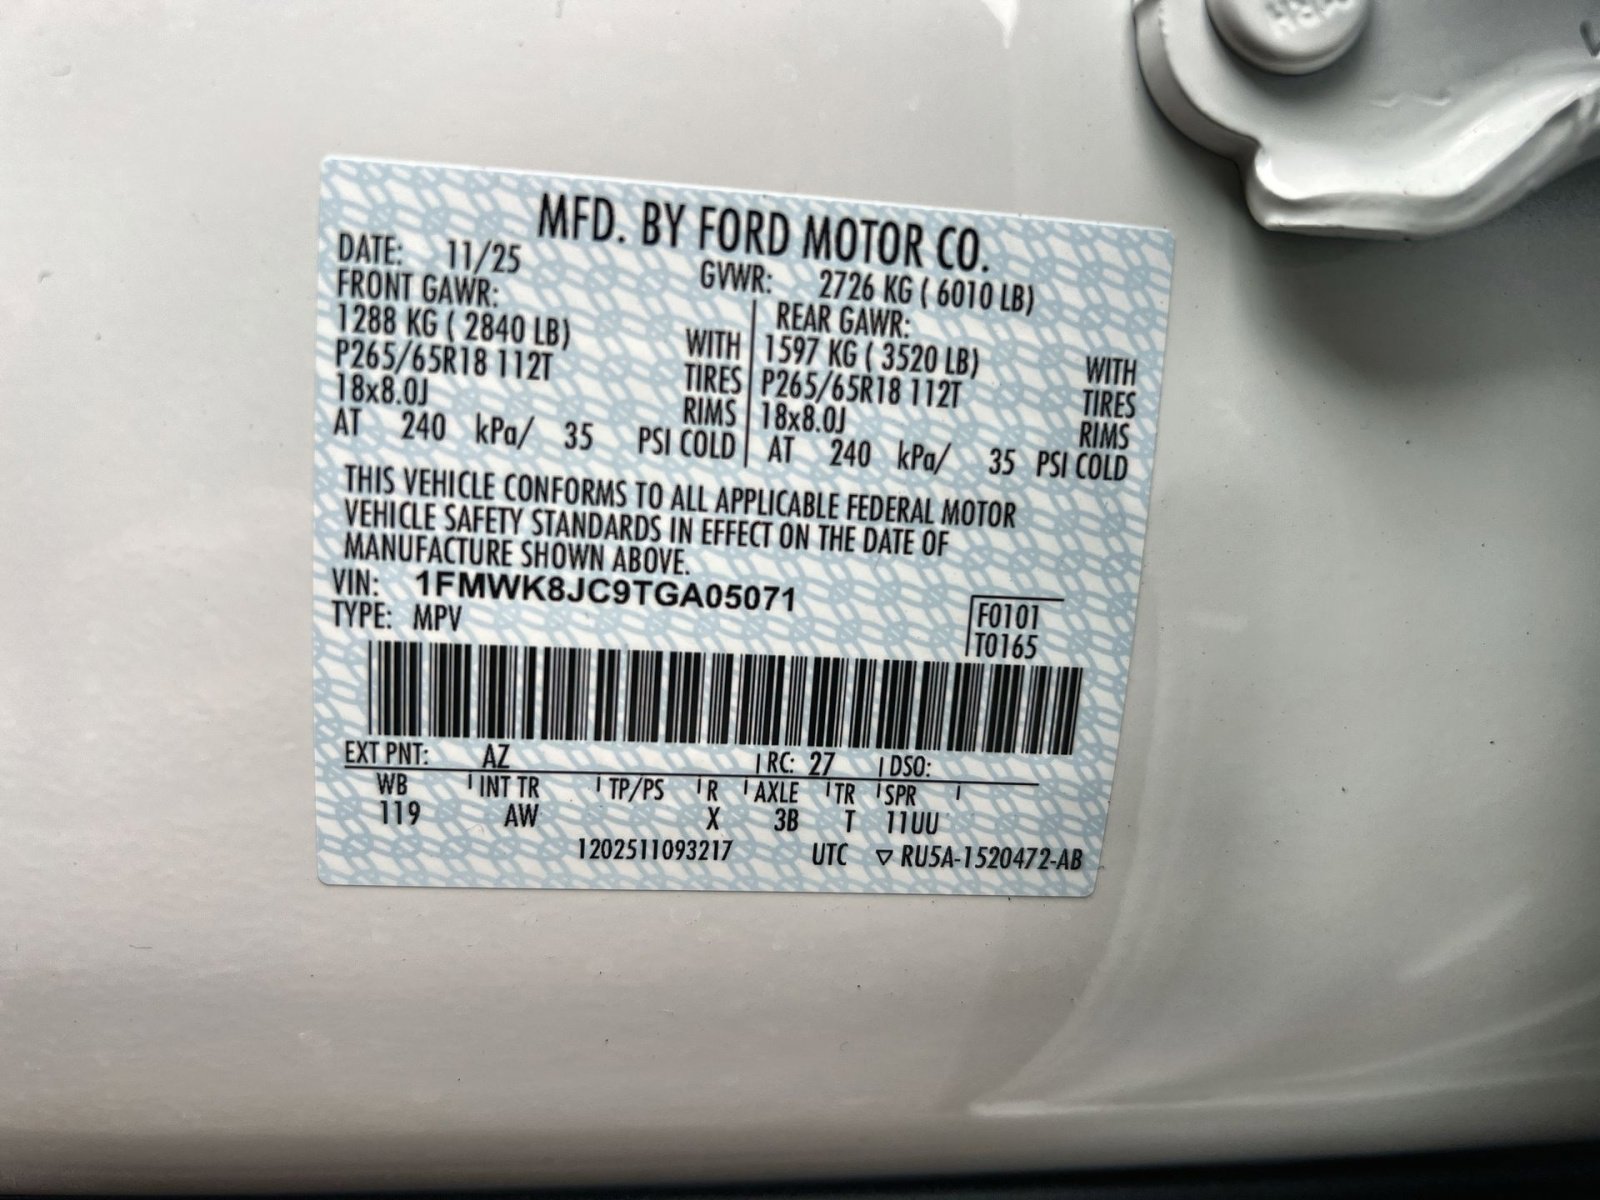 MFD. BY FORD MOTOR CO.
DATE: 11/25
GVWR: 2726 KG ( 6010 LB)
FRONT GAWR:
1288 KG ( 2840 LB) WITH
P265/65R18 112T TIRES
18x8.0J RIMS
AT 240 kPa/ 35 PSI COLD
REAR GAWR:
1597 KG ( 3520 LB) WITH
P265/65R18 112T TIRES
18x8.0J RIMS
AT 240 kPa/ 35 PSI COLD
THIS VEHICLE CONFORMS TO ALL APPLICABLE FEDERAL MOTOR
VEHICLE SAFETY STANDARDS IN EFFECT ON THE DATE OF
MANUFACTURE SHOWN ABOVE.
VIN: 1FMWK8JC9TGA05071
TYPE: MPV
F0101
T0165
EXT PNT: AZ RC: 27 DSO:
WB INT TR TP/PS R AXLE TR SPR
119 AW X 3B T 11UU
1202511093217 UTC ▽ RU5A-1520472-AB